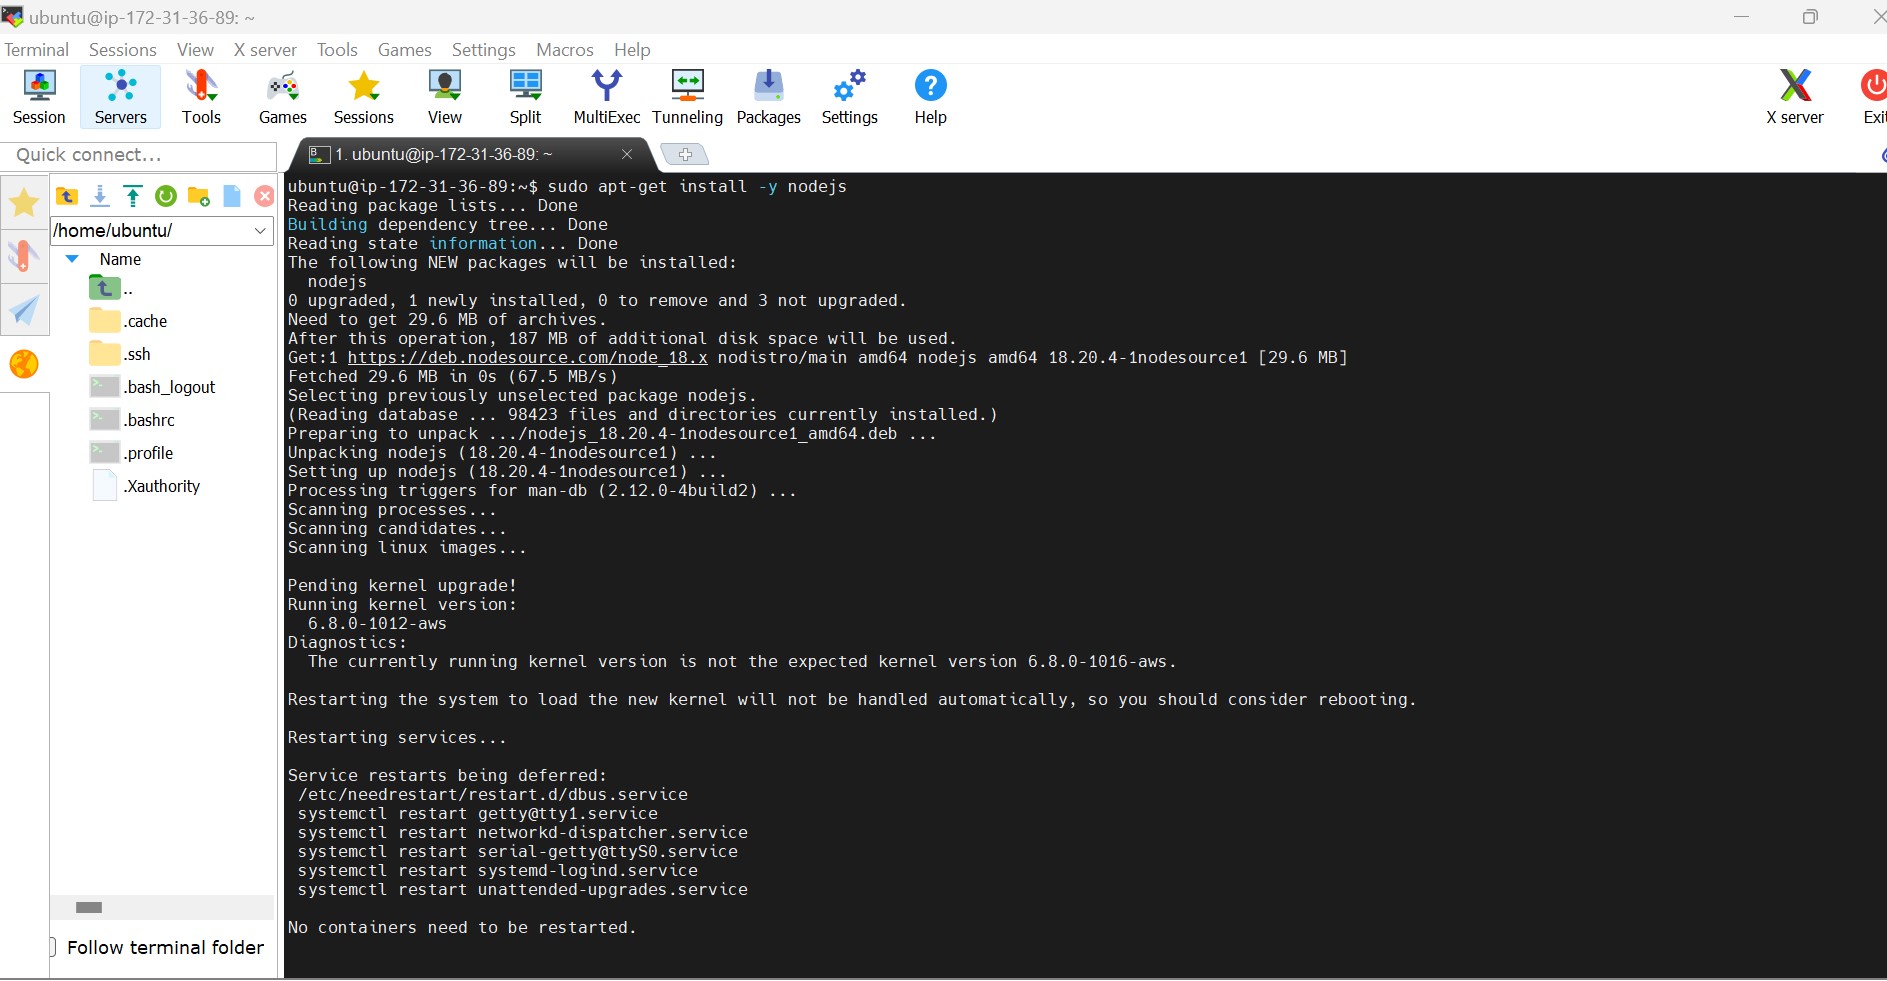 ubuntu@ip-172-31-36-89: ~
Terminal Sessions View X server Tools Games Settings Macros Help
Session Servers Tools Games Sessions View Split MultiExec Tunneling Packages Settings Help X server Exit
Quick connect...
1. ubuntu@ip-172-31-36-89: ~
/home/ubuntu/
Name
..
.cache
.ssh
.bash_logout
.bashrc
.profile
.Xauthority
Follow terminal folder
ubuntu@ip-172-31-36-89:~$ sudo apt-get install -y nodejs
Reading package lists... Done
Building dependency tree... Done
Reading state information... Done
The following NEW packages will be installed:
  nodejs
0 upgraded, 1 newly installed, 0 to remove and 3 not upgraded.
Need to get 29.6 MB of archives.
After this operation, 187 MB of additional disk space will be used.
Get:1 https://deb.nodesource.com/node_18.x nodistro/main amd64 nodejs amd64 18.20.4-1nodesource1 [29.6 MB]
Fetched 29.6 MB in 0s (67.5 MB/s)
Selecting previously unselected package nodejs.
(Reading database ... 98423 files and directories currently installed.)
Preparing to unpack .../nodejs_18.20.4-1nodesource1_amd64.deb ...
Unpacking nodejs (18.20.4-1nodesource1) ...
Setting up nodejs (18.20.4-1nodesource1) ...
Processing triggers for man-db (2.12.0-4build2) ...
Scanning processes...
Scanning candidates...
Scanning linux images...
Pending kernel upgrade!
Running kernel version:
  6.8.0-1012-aws
Diagnostics:
  The currently running kernel version is not the expected kernel version 6.8.0-1016-aws.
Restarting the system to load the new kernel will not be handled automatically, so you should consider rebooting.
Restarting services...
Service restarts being deferred:
 /etc/needrestart/restart.d/dbus.service
 systemctl restart getty@tty1.service
 systemctl restart networkd-dispatcher.service
 systemctl restart serial-getty@ttyS0.service
 systemctl restart systemd-logind.service
 systemctl restart unattended-upgrades.service
No containers need to be restarted.